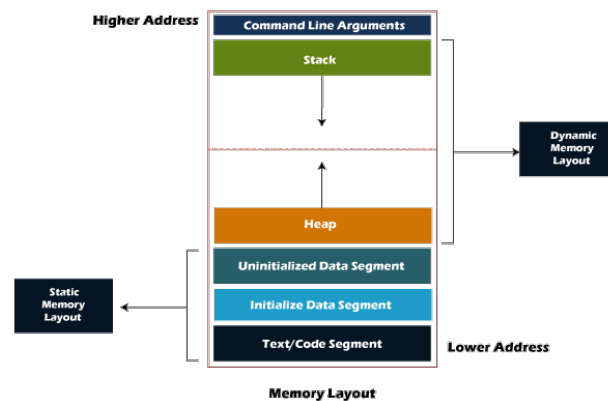 Higher Address
Command Line Arguments
Stack
Dynamic
Memory
Layout
Heap
Uninitialized Data Segment
Static
Memory
Layout
Initialize Data Segment
Text/Code Segment
Lower Address
Memory Layout